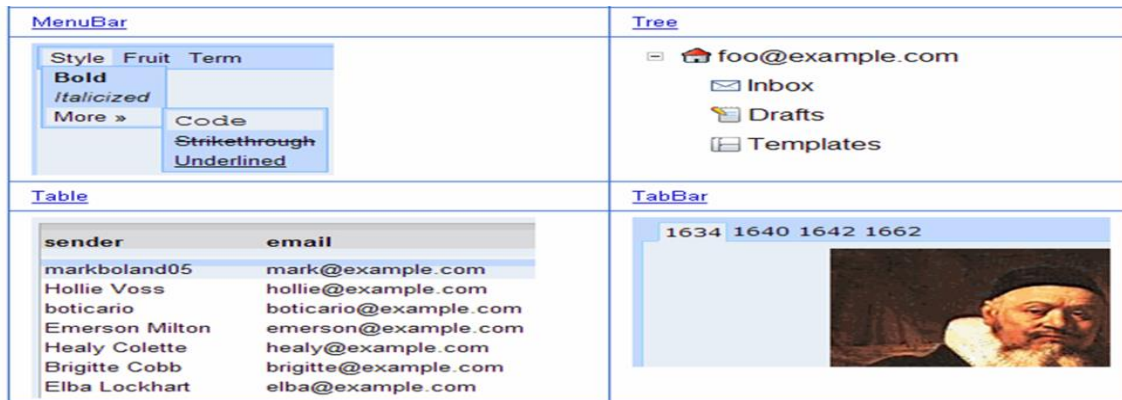 MenuBar
Tree
Style Fruit Term
Bold
Italicized
More »
Code
Strikethrough
Underlined
foo@example.com
Inbox
Drafts
Templates
Table
TabBar
sender email
markboland05 mark@example.com
Hollie Voss hollie@example.com
boticario boticario@example.com
Emerson Milton emerson@example.com
Healy Colette healy@example.com
Brigitte Cobb brigitte@example.com
Elba Lockhart elba@example.com
1634 1640 1642 1662